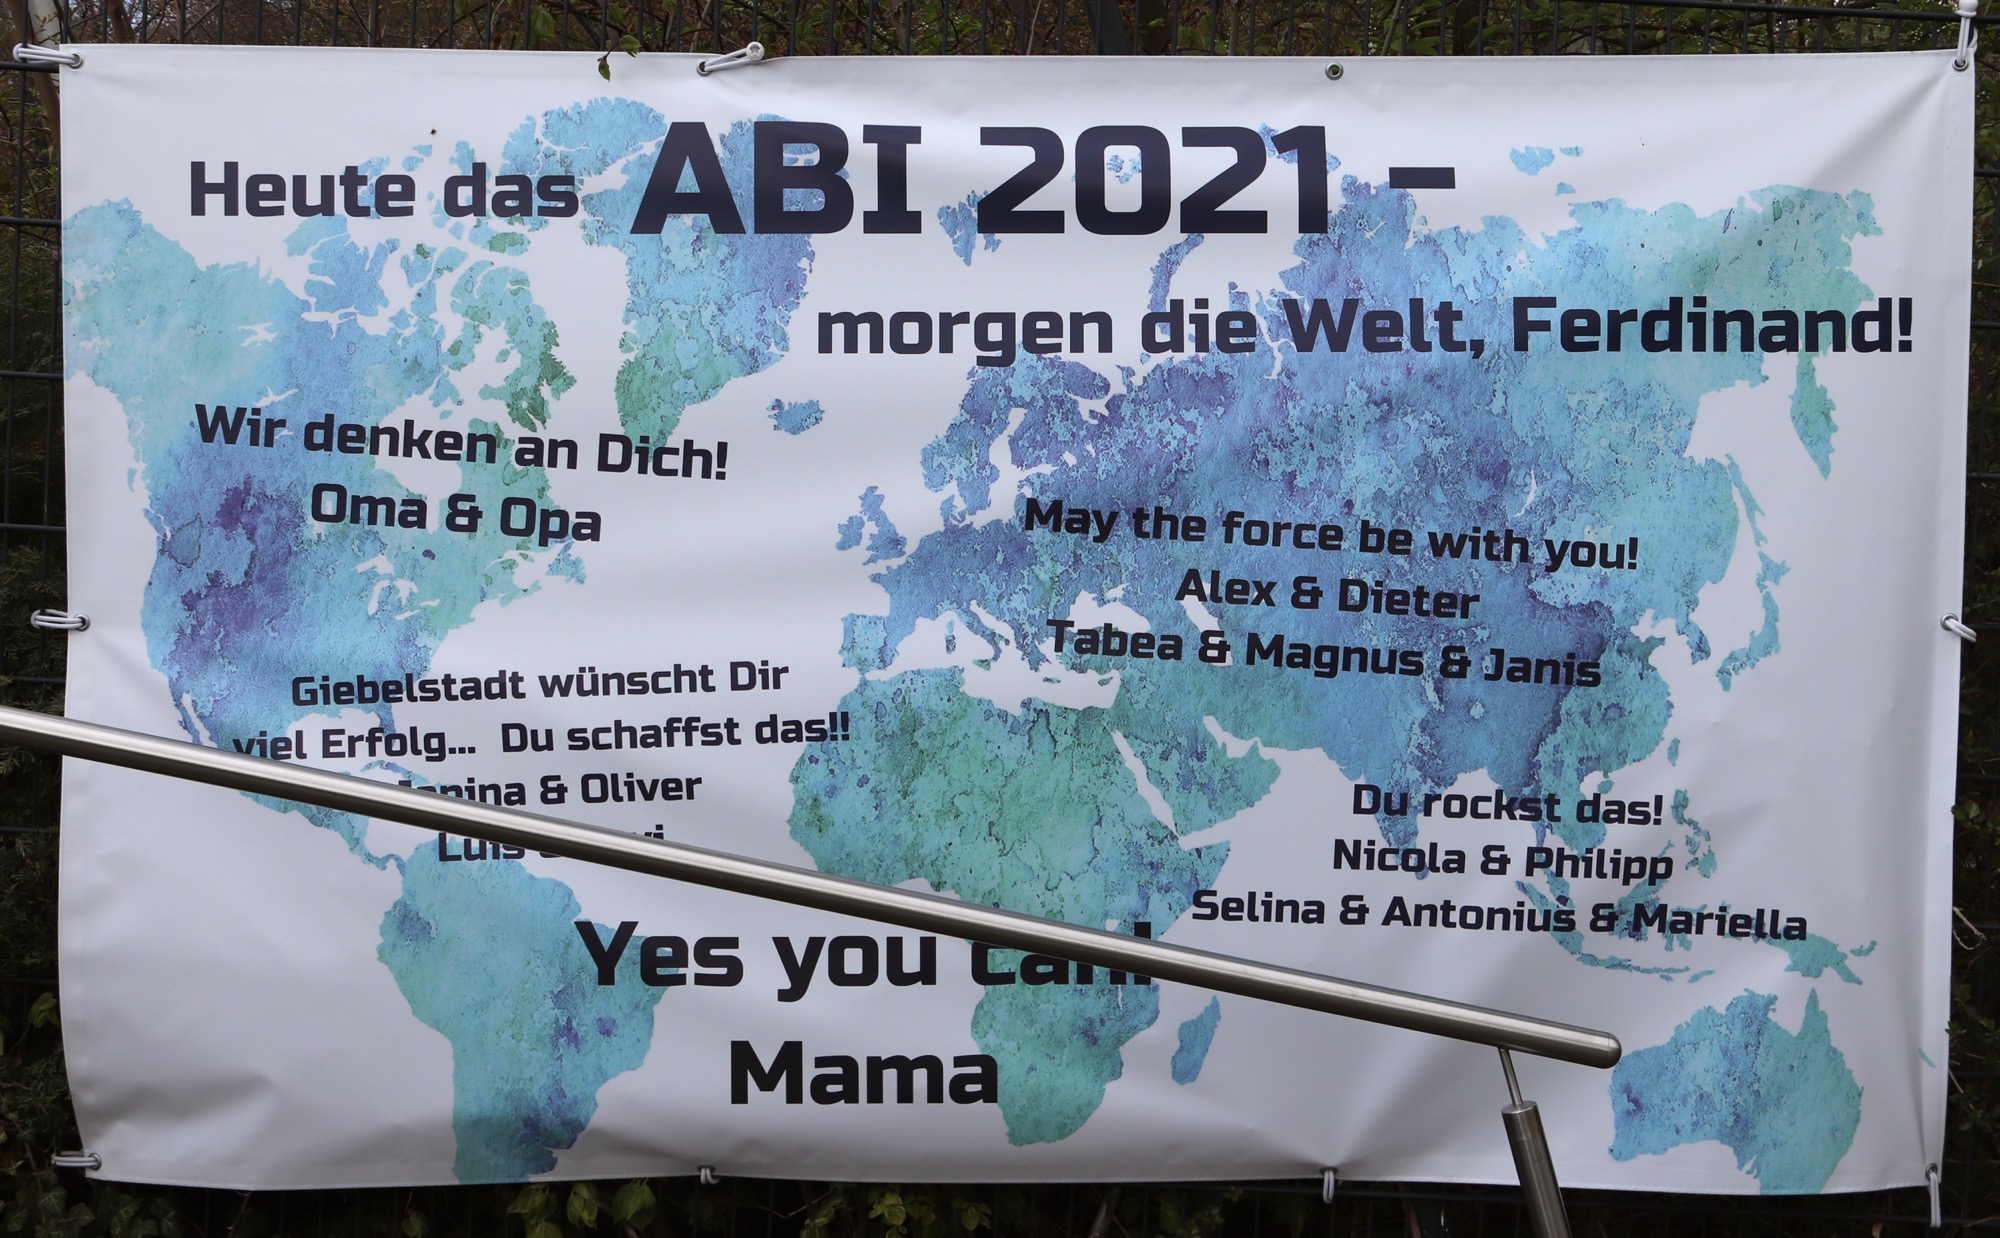 Heute das ABI 2021 –
morgen die Welt, Ferdinand!
Wir denken an Dich!
Oma & Opa
May the force be with you!
Alex & Dieter
Tabea & Magnus & Janis
Giebelstadt wünscht Dir
viel Erfolg... Du schaffst das!!
& Oliver
Luis
Du rockst das!
Nicola & Philipp
Selina & Antonius & Mariella
Yes you can!
Mama